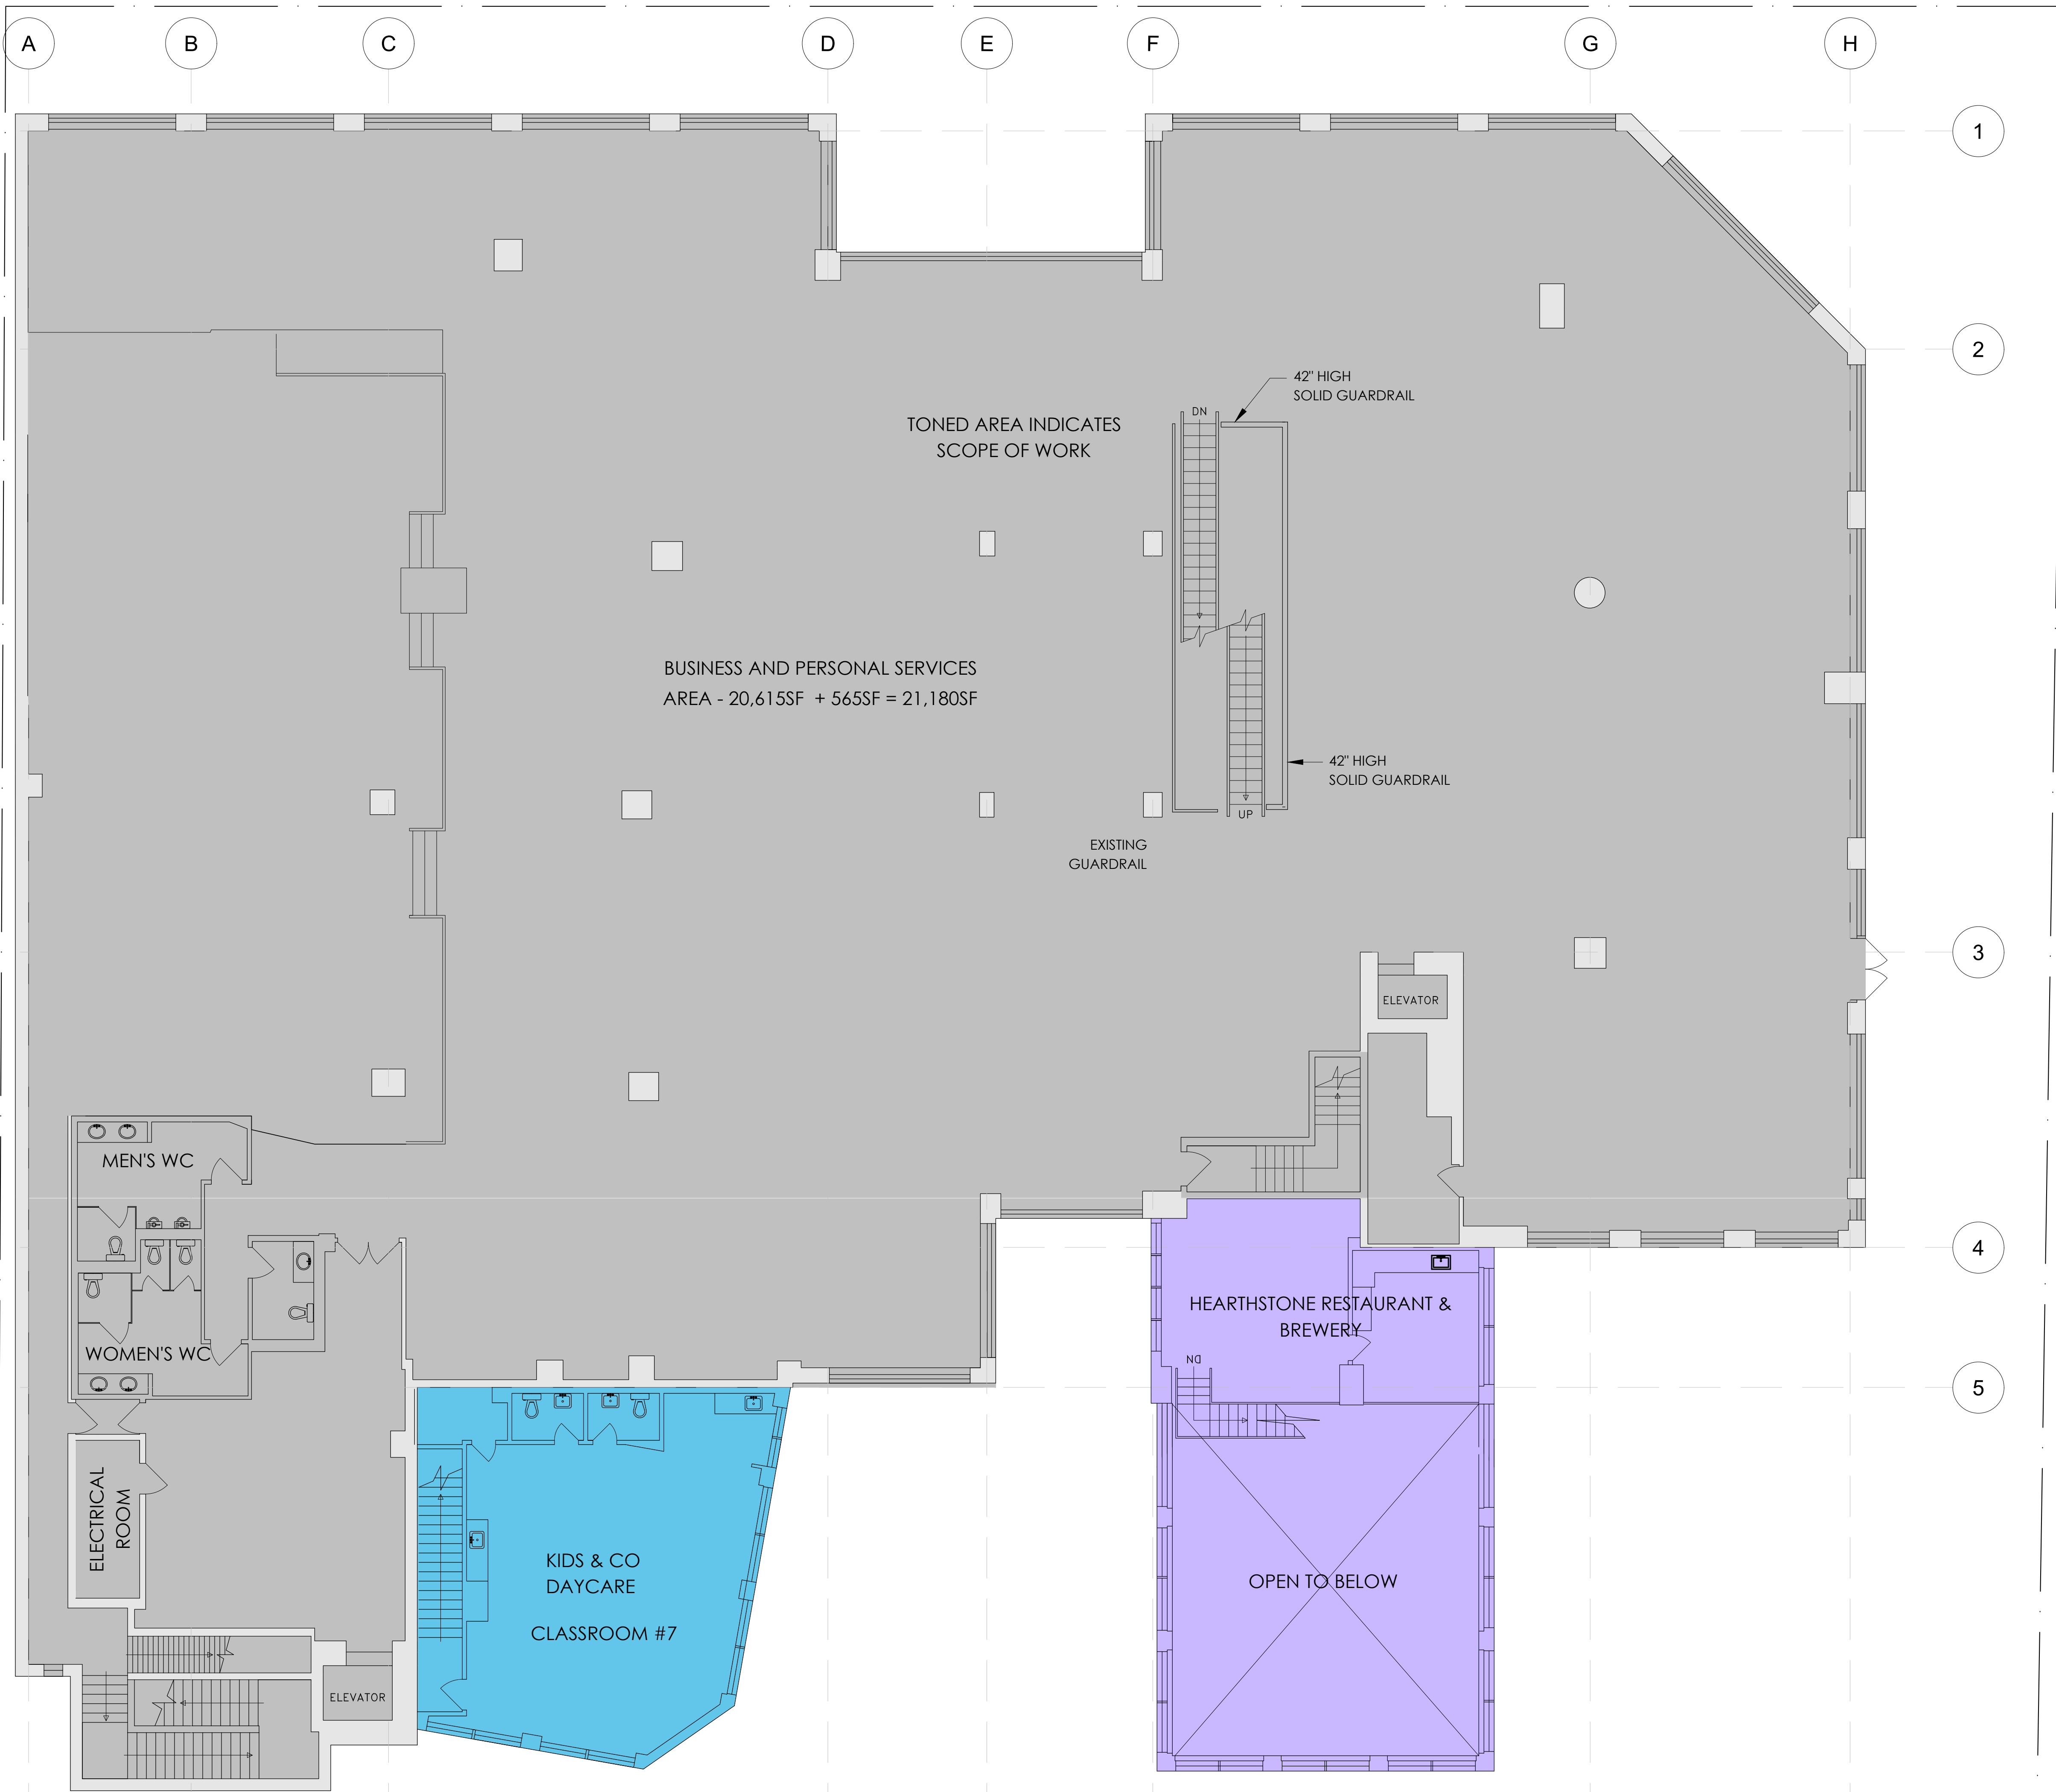 A B C D E F G H
1
2
42" HIGH
SOLID GUARDRAIL
DN
TONED AREA INDICATES
SCOPE OF WORK
BUSINESS AND PERSONAL SERVICES
AREA - 20,615SF + 565SF = 21,180SF
42" HIGH
SOLID GUARDRAIL
UP
EXISTING
GUARDRAIL
3
ELEVATOR
MEN'S WC
4
HEARTHSTONE RESTAURANT &
BREWERY
WOMEN'S WC
DN
5
ELECTRICAL
ROOM
KIDS & CO
DAYCARE
CLASSROOM #7
OPEN TO BELOW
ELEVATOR